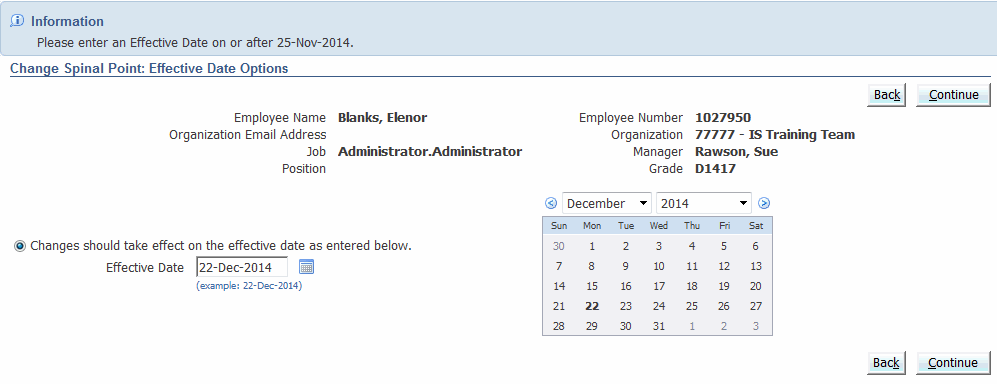 Information
Please enter an Effective Date on or after 25-Nov-2014.
Change Spinal Point: Effective Date Options
Back Continue
Employee Name Blanks, Elenor Employee Number 1027950
Organization Email Address Organization 77777 - IS Training Team
Job Administrator.Administrator Manager Rawson, Sue
Position Grade D1417
December 2014
Sun Mon Tue Wed Thu Fri Sat
30 1 2 3 4 5 6
7 8 9 10 11 12 13
14 15 16 17 18 19 20
21 22 23 24 25 26 27
28 29 30 31 1 2 3
Changes should take effect on the effective date as entered below.
Effective Date 22-Dec-2014
(example: 22-Dec-2014)
Back Continue